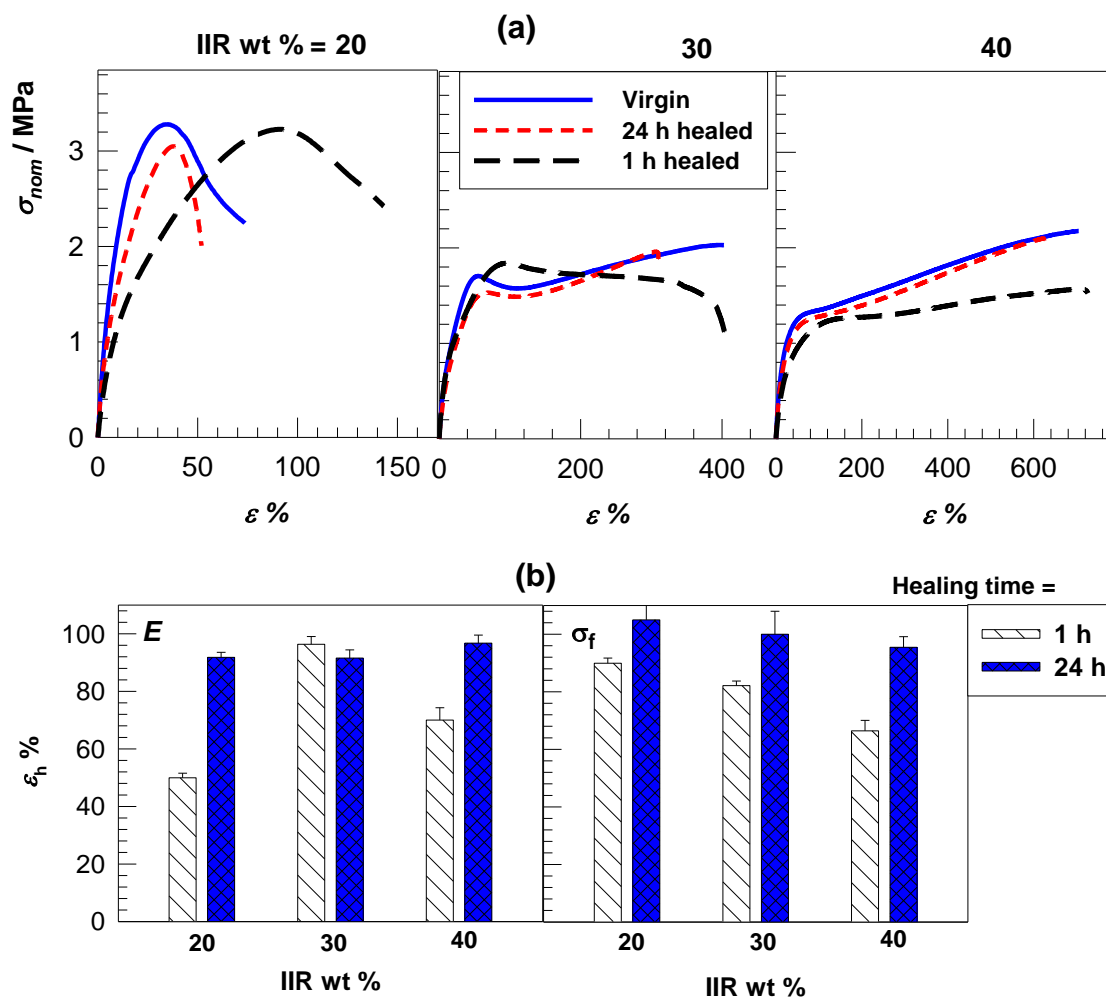 (a)
IIR wt % = 20
30
40
Virgin
24 h healed
1 h healed
σnom / MPa
3
2
1
0
0 50 100 150
0 200 400
0 200 400 600
ε %
ε %
ε %
(b)
Healing time =
1 h
24 h
E
σf
εh %
100
80
60
40
20
0
20 30 40
20 30 40
IIR wt %
IIR wt %